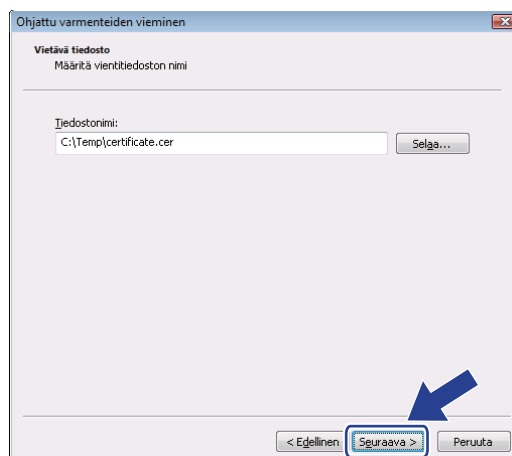 Ohjattu varmenteiden vieminen
Vietävä tiedosto
Määritä vientitiedoston nimi
Tiedostonimi:
C:\Temp\certificate.cer
Selaa...
< Edellinen
Seuraava >
Peruuta